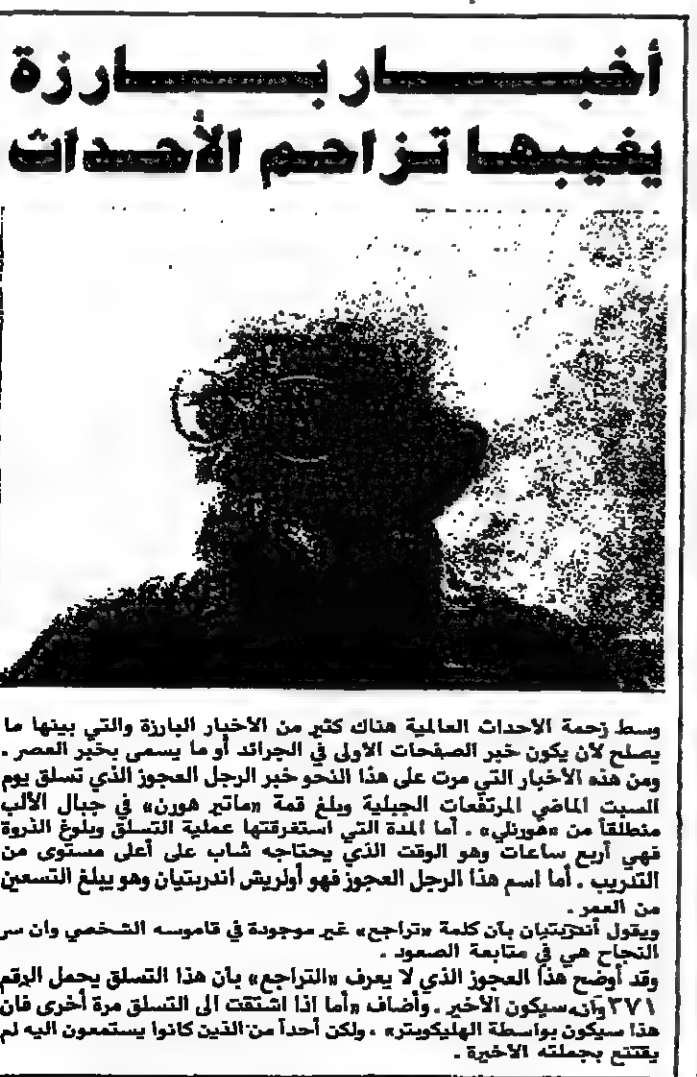 أخبار بارزة
يغيبها تزاحم الأحداث
وسط زحمة الأحداث العالمية هناك كثير من الأخبار البارزة والتي بينها ما
يصلح لأن يكون خبر الصفحات الاولى في الجرائد أو ما يسمى بخبر العصر .
ومن هذه الأخبار التي مرت على هذا النحو خبر الرجل العجوز الذي تسلق يوم
السبت الماضي المرتفعات الجبلية وبلغ قمة «ماتير هورن» في جبال الألب
منطلقاً من «هورنلي» . أما المدة التي استغرقتها عملية التسلق وبلوغ الذروة
فهي أربع ساعات وهو الوقت الذي يحتاجه شاب على أعلى مستوى من
التدريب . أما اسم هذا الرجل العجوز فهو أولريش اندربتيان وهو يبلغ التسعين
من العمر .
ويقول أندربتيان بأن كلمة «تراجع» غير موجودة في قاموسه الشخصي وان سر
النجاح هي في متابعة الصعود .
وقد أوضح هذا العجوز الذي لا يعرف «التراجع» بأن هذا التسلق يحمل الرقم
٣٧١ وأنه سيكون الأخير . وأضاف «أما اذا اشتقت الى التسلق مرة أخرى فان
هذا سيكون بواسطة الهليكوبتر» . ولكن أحداً من الذين كانوا يستمعون اليه لم
يقتنع بجملته الأخيرة .